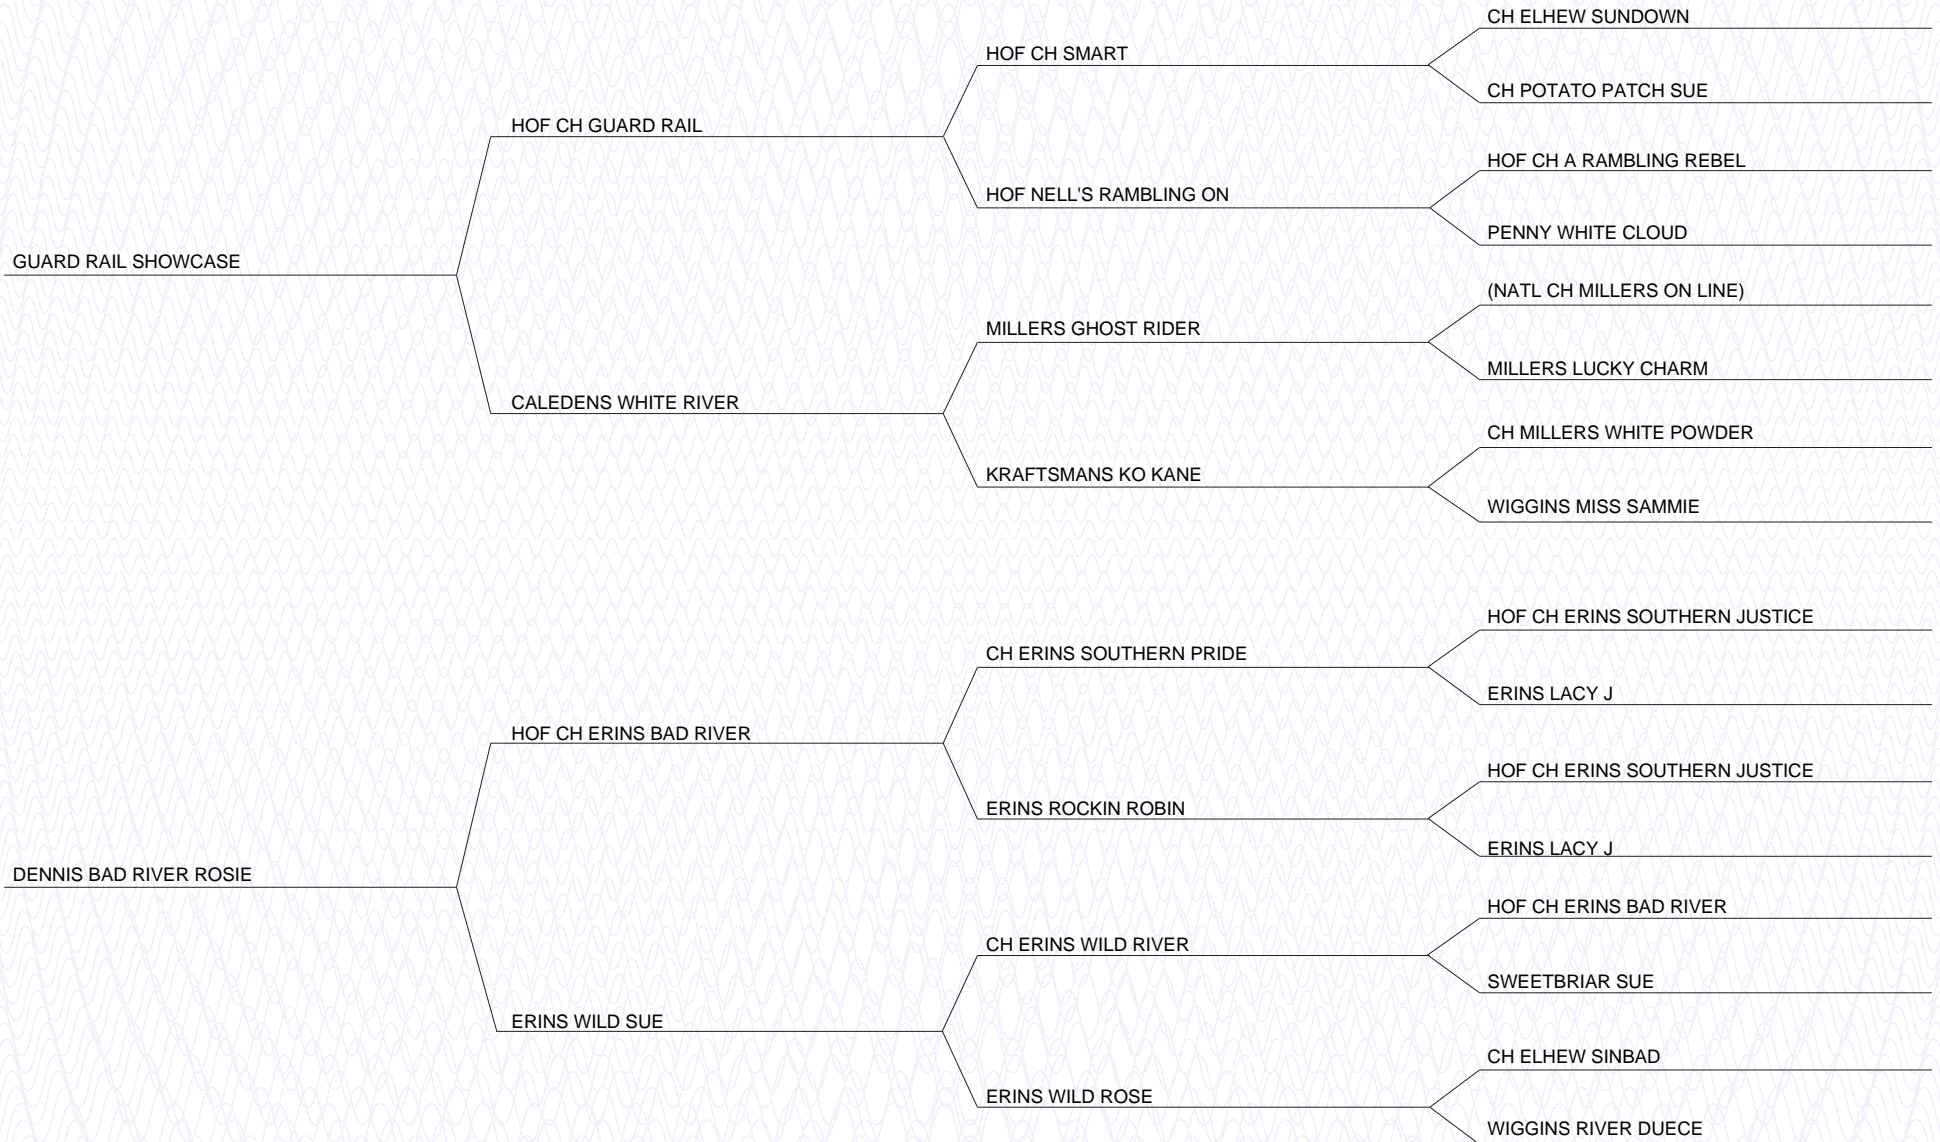 CH ELHEW SUNDOWN
HOF CH SMART
CH POTATO PATCH SUE
HOF CH GUARD RAIL
HOF CH A RAMBLING REBEL
HOF NELL'S RAMBLING ON
PENNY WHITE CLOUD
GUARD RAIL SHOWCASE
(NATL CH MILLERS ON LINE)
MILLERS GHOST RIDER
MILLERS LUCKY CHARM
CALEDENS WHITE RIVER
CH MILLERS WHITE POWDER
KRAFTSMANS KO KANE
WIGGINS MISS SAMMIE
HOF CH ERINS SOUTHERN JUSTICE
CH ERINS SOUTHERN PRIDE
ERINS LACY J
HOF CH ERINS BAD RIVER
HOF CH ERINS SOUTHERN JUSTICE
ERINS ROCKIN ROBIN
ERINS LACY J
DENNIS BAD RIVER ROSIE
HOF CH ERINS BAD RIVER
CH ERINS WILD RIVER
SWEETBRIAR SUE
ERINS WILD SUE
CH ELHEW SINBAD
ERINS WILD ROSE
WIGGINS RIVER DUECE